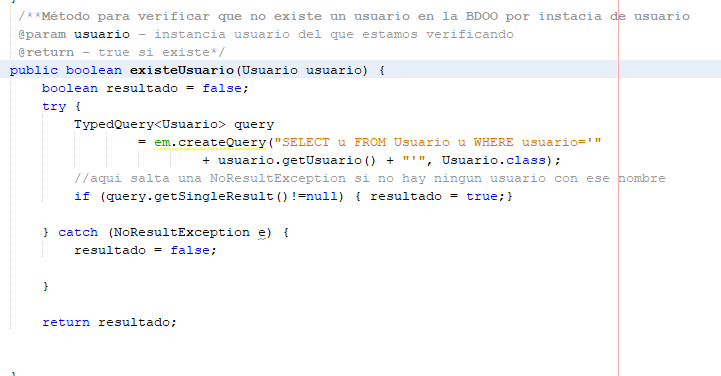 /**Método para verificar que no existe un usuario en la BDOO por instacia de usuario
@param usuario - instancia usuario del que estamos verificando
@return - true si existe*/
public boolean existeUsuario(Usuario usuario) {
boolean resultado = false;
try {
TypedQuery<Usuario> query
= em.createQuery("SELECT u FROM Usuario u WHERE usuario='"
+ usuario.getUsuario() + "'", Usuario.class);
//aqui salta una NoResultException si no hay ningun usuario con ese nombre
if (query.getSingleResult()!=null) { resultado = true;}
} catch (NoResultException e) {
resultado = false;
}
return resultado;